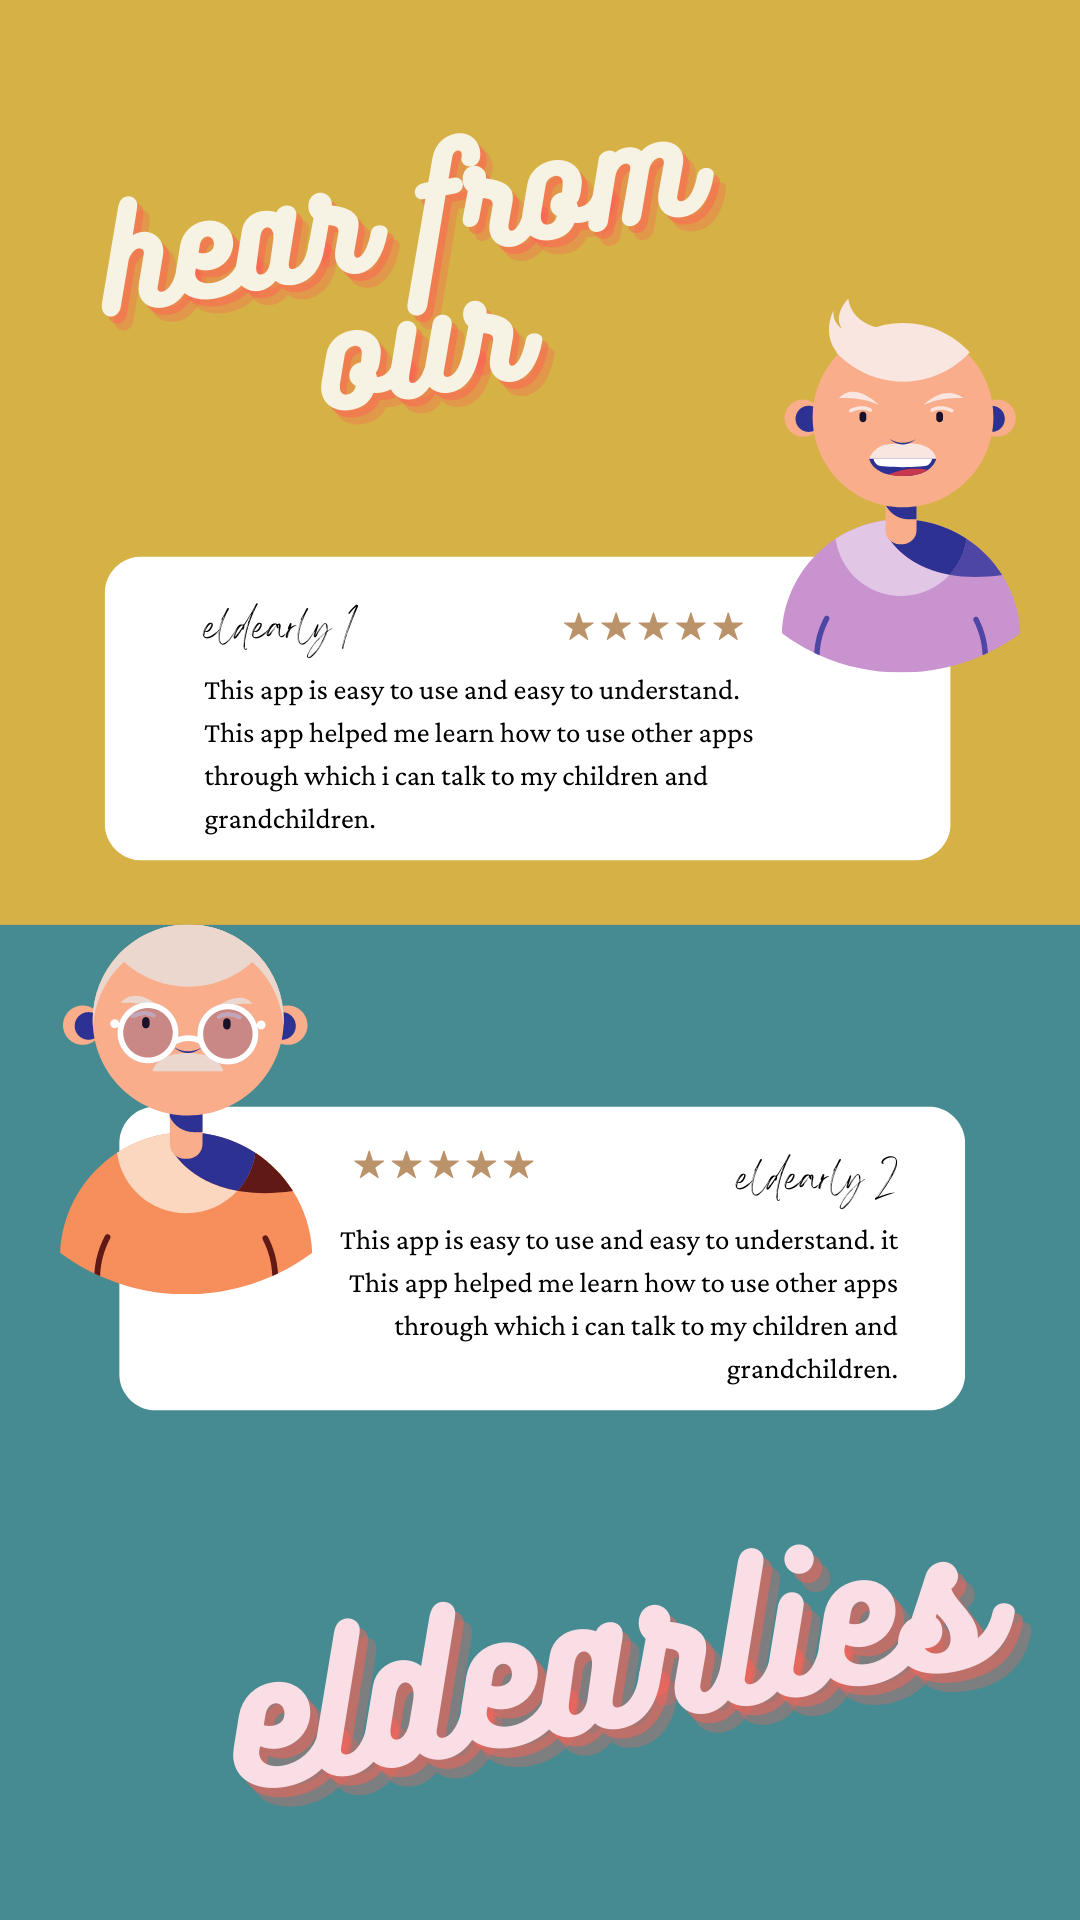 hear from
our
eldearly 1
This app is easy to use and easy to understand.
This app helped me learn how to use other apps
through which i can talk to my children and
grandchildren.
eldearly 2
This app is easy to use and easy to understand. it
This app helped me learn how to use other apps
through which i can talk to my children and
grandchildren.
eldearlies